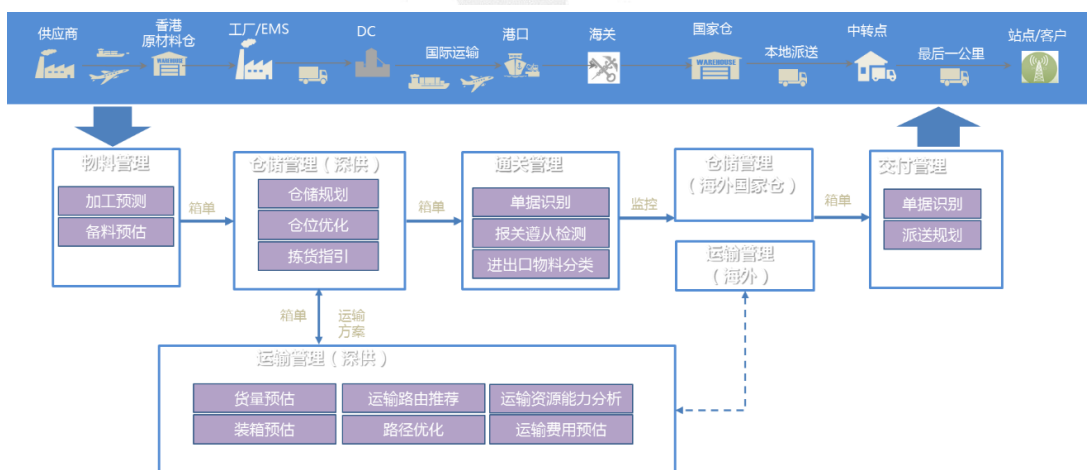 供应商
香港
原材料仓
工厂/EMS
DC
国际运输
港口
海关
国家仓
本地派送
中转点
最后一公里
站点/客户
WAREHOUSE
WAREHOUSE
物料管理
加工预测
备料预估
箱单
仓储管理（深供）
仓储规划
仓位优化
拣货指引
箱单
通关管理
单据识别
报关遵从检测
进出口物料分类
监控
仓储管理
（海外国家仓）
箱单
交付管理
单据识别
派送规划
运输管理
（海外）
箱单
运输
方案
运输管理（深供）
货量预估
运输路由推荐
运输资源能力分析
装箱预估
路径优化
运输费用预估